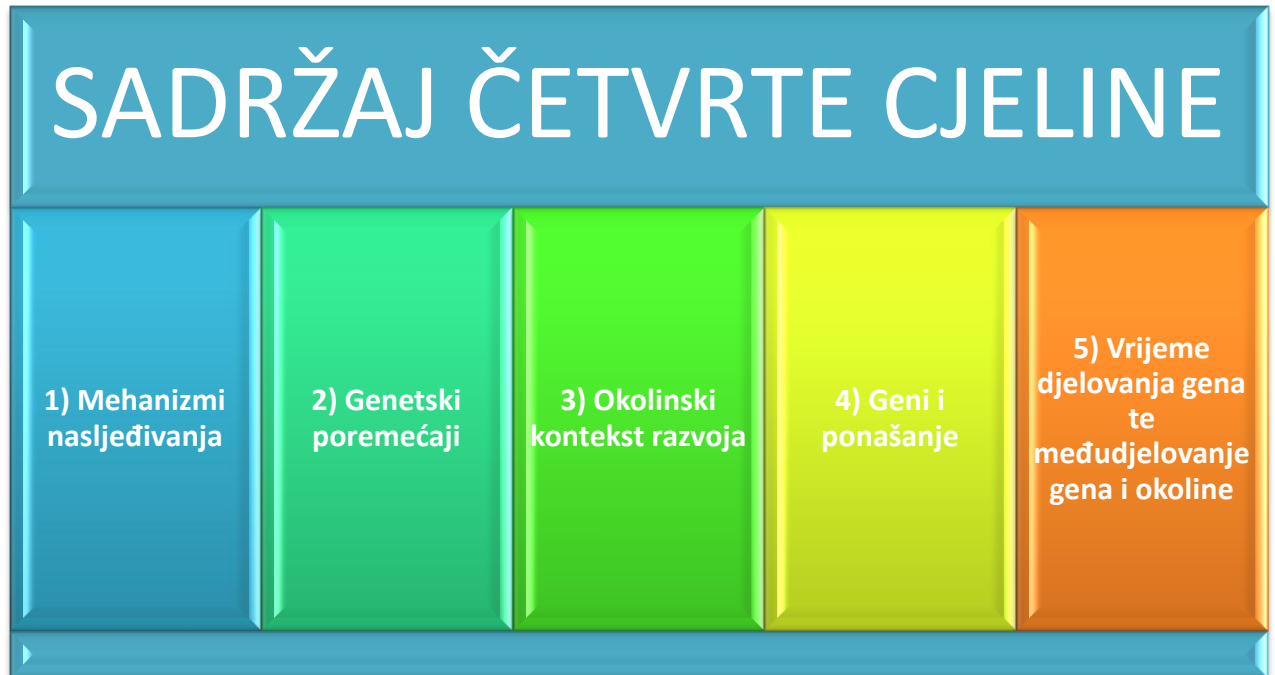 SADRŽAJ ČETVRTE CJELINE
1) Mehanizmi
nasljeđivanja
2) Genetski
poremećaji
3) Okolinski
kontekst razvoja
4) Geni i
ponašanje
5) Vrijeme
djelovanja gena
te
međudjelovanje
gena i okoline